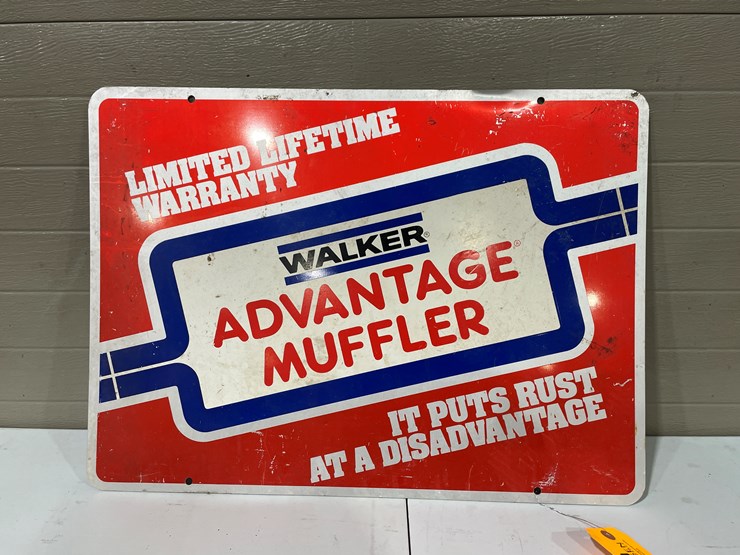 LIMITED LIFETIME
WARRANTY
WALKER®
ADVANTAGE®
MUFFLER
IT PUTS RUST
AT A DISADVANTAGE